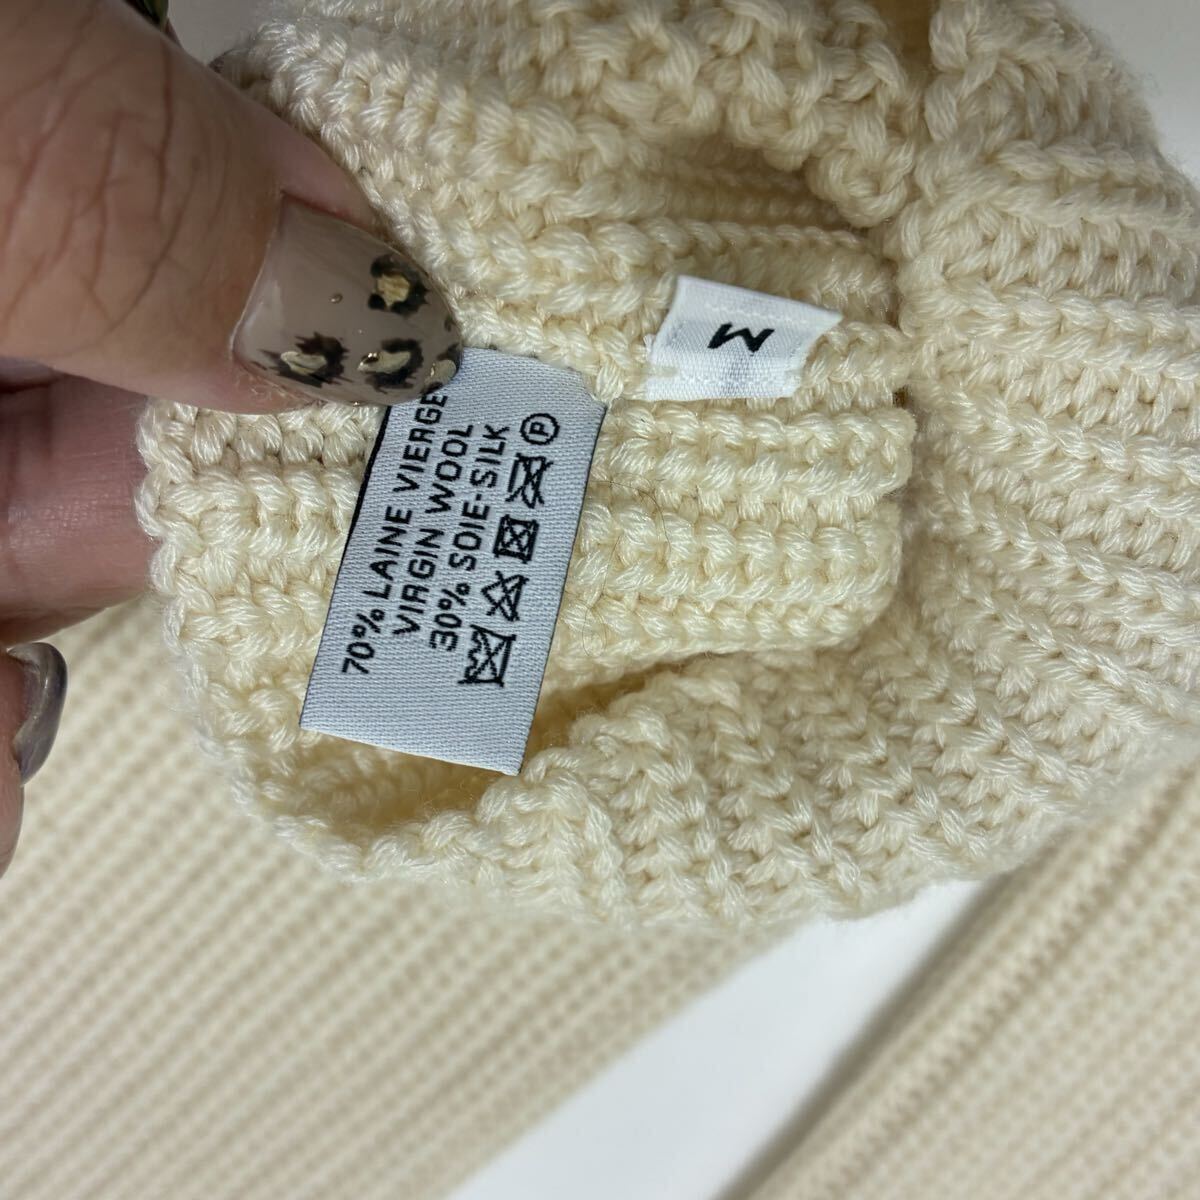 M
70% LAINE VIERGE
VIRGIN WOOL
30% SOIE-SILK
P